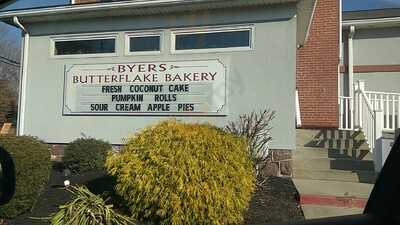 BYERS
BUTTERFLAKE BAKERY
FRESH COCONUT CAKE
PUMPKIN ROLLS
SOUR CREAM APPLE PIES